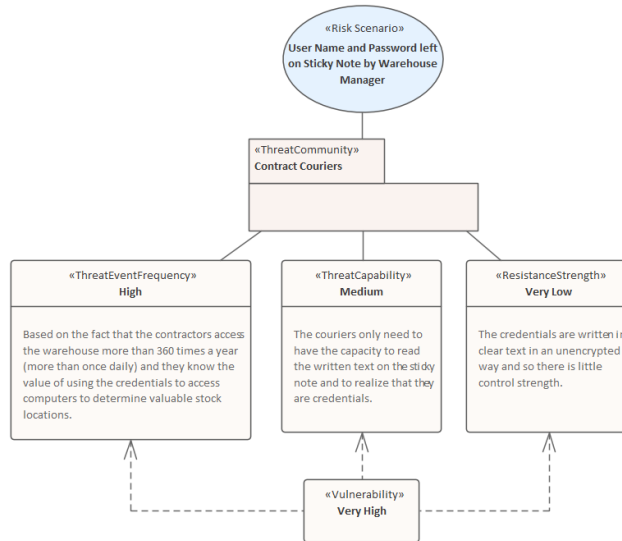 «Risk Scenario»
User Name and Password left
on Sticky Note by Warehouse
Manager
«ThreatCommunity»
Contract Couriers
«ThreatEventFrequency»
High
Based on the fact that the contractors access
the warehouse more than 360 times a year
(more than once daily) and they know the
value of using the credentials to access
computers to determine valuable stock
locations.
«ThreatCapability»
Medium
The couriers only need to
have the capacity to read
the written text on the sticky
note and to realize that they
are credentials.
«ResistanceStrength»
Very Low
The credentials are written in
clear text in an unencrypted
way and so there is little
control strength.
«Vulnerability»
Very High